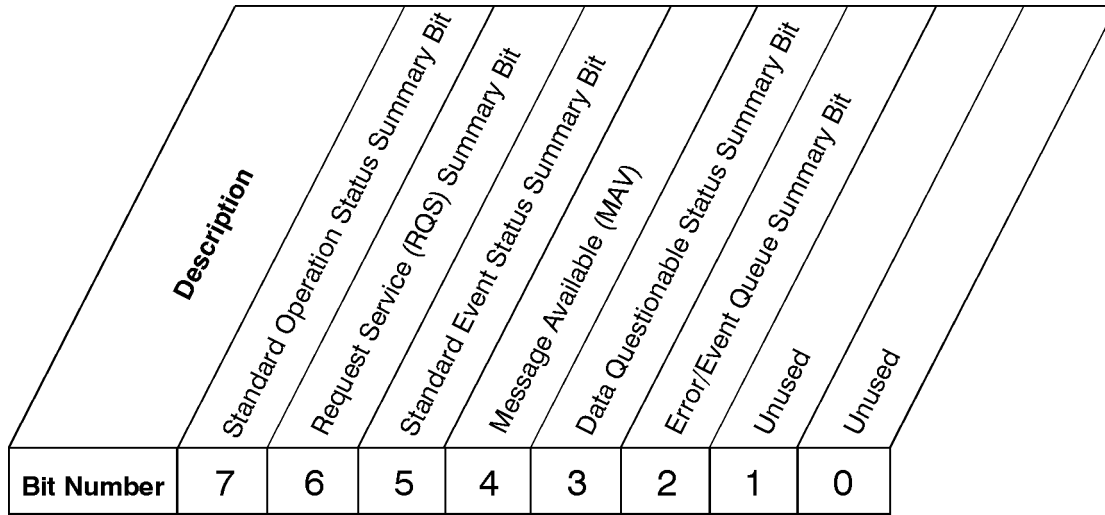 Description
Standard Operation Status Summary Bit
Request Service (RQS) Summary Bit
Standard Event Status Summary Bit
Message Available (MAV)
Data Questionable Status Summary Bit
Error/Event Queue Summary Bit
Unused
Unused
Bit Number 7 6 5 4 3 2 1 0